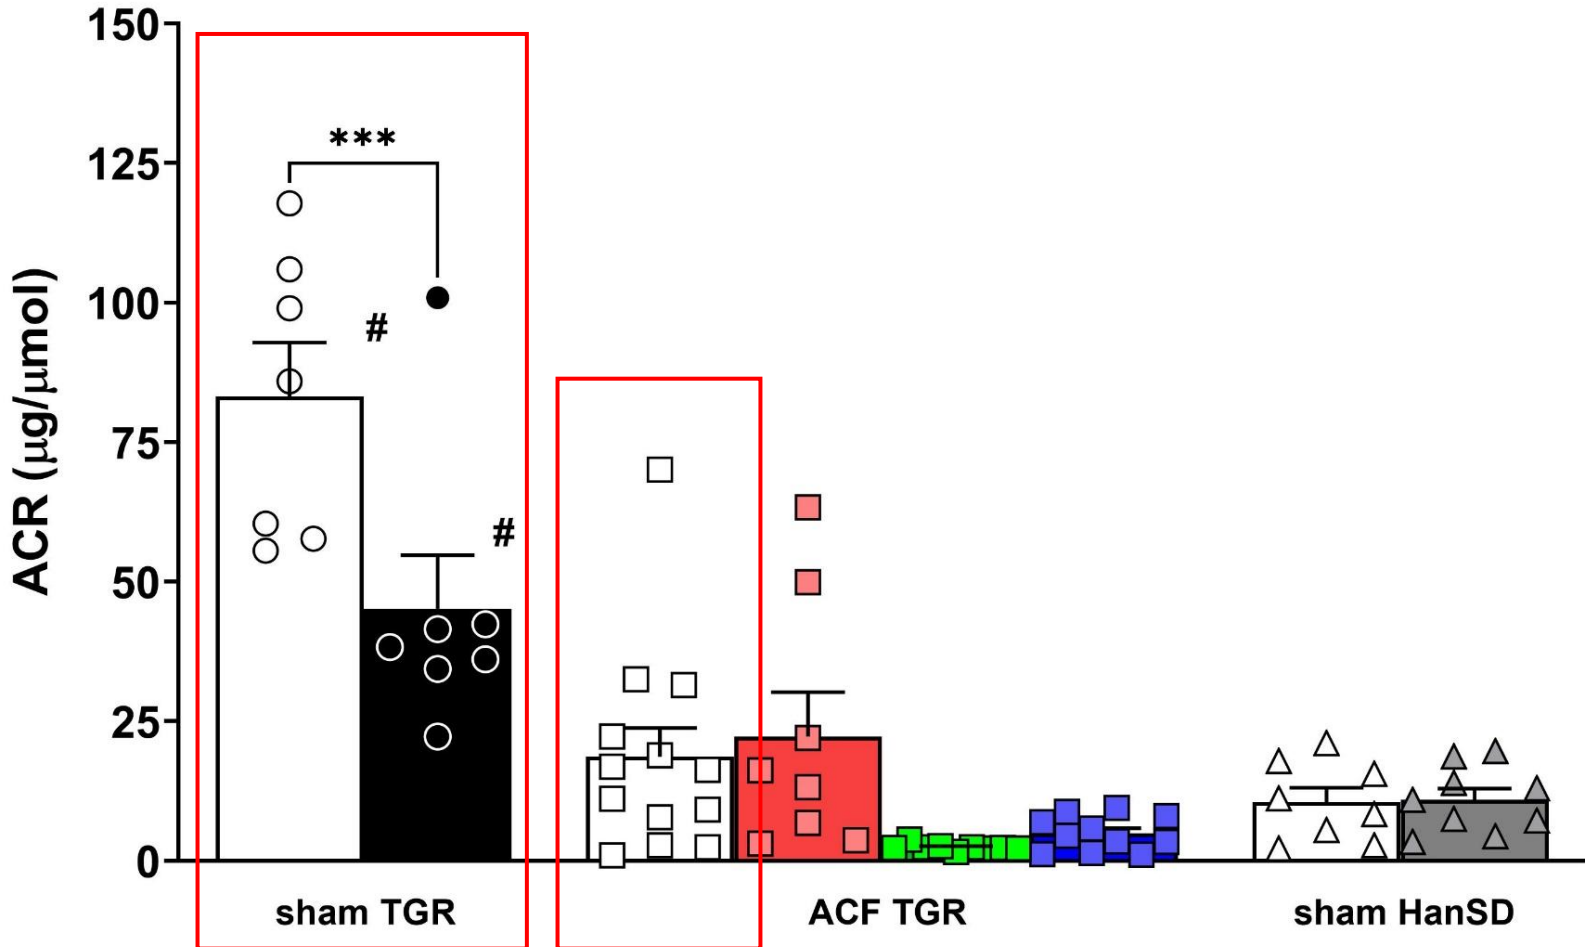 150
125
100
75
50
25
0
ACR (μg/μmol)
***
#
#
sham TGR
ACF TGR
sham HanSD